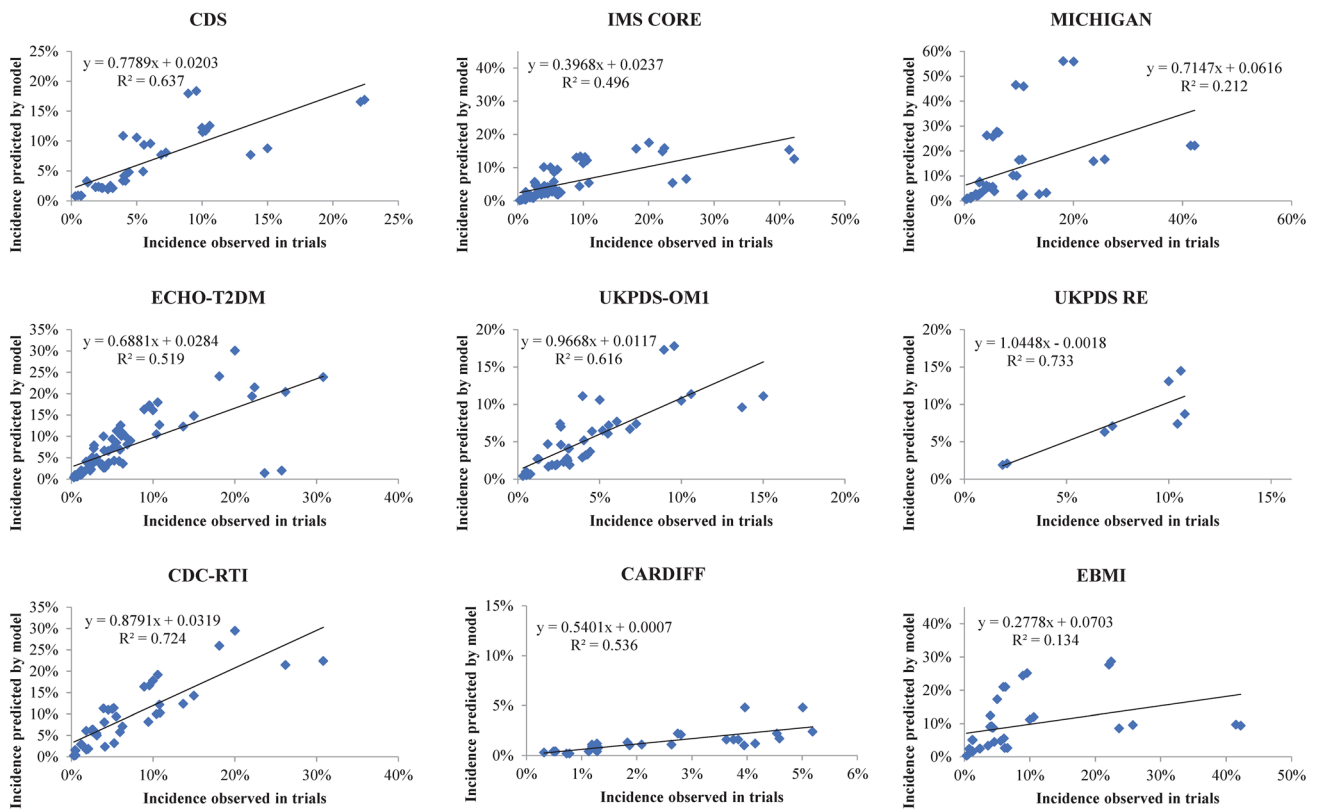 CDS
Incidence predicted by model
25%
20%
15%
10%
5%
0%
y = 0.7789x + 0.0203
R² = 0.637
0% 5% 10% 15% 20% 25%
Incidence observed in trials
IMS CORE
Incidence predicted by model
40%
30%
20%
10%
0%
y = 0.3968x + 0.0237
R² = 0.496
0% 10% 20% 30% 40% 50%
Incidence observed in trials
MICHIGAN
Incidence predicted by model
60%
50%
40%
30%
20%
10%
0%
y = 0.7147x + 0.0616
R² = 0.212
0% 20% 40% 60%
Incidence observed in trials
ECHO-T2DM
Incidence predicted by model
35%
30%
25%
20%
15%
10%
5%
0%
y = 0.6881x + 0.0284
R² = 0.519
0% 10% 20% 30% 40%
Incidence observed in trials
UKPDS-OM1
Incidence predicted by model
20%
15%
10%
5%
0%
y = 0.9668x + 0.0117
R² = 0.616
0% 5% 10% 15% 20%
Incidence observed in trials
UKPDS RE
Incidence predicted by model
20%
15%
10%
5%
0%
y = 1.0448x - 0.0018
R² = 0.733
0% 5% 10% 15%
Incidence observed in trials
CDC-RTI
Incidence predicted by model
35%
30%
25%
20%
15%
10%
5%
0%
y = 0.8791x + 0.0319
R² = 0.724
0% 10% 20% 30% 40%
Incidence observed in trials
CARDIFF
Incidence predicted by model
15%
10%
5%
0%
y = 0.5401x + 0.0007
R² = 0.536
0% 1% 2% 3% 4% 5% 6%
Incidence observed in trials
EBMI
Incidence predicted by model
40%
30%
20%
10%
0%
y = 0.2778x + 0.0703
R² = 0.134
0% 10% 20% 30% 40% 50%
Incidence observed in trials